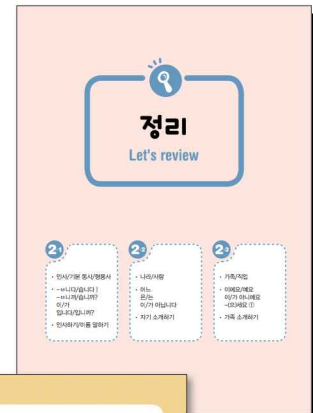 정리
Let's review
2-1
• 인사/기본 동사/형용사
• -ㅂ니다/습니다 |
-ㅂ니까/습니까?
이/가
입니다/입니까?
• 인사하기/이름 말하기
2-2
• 나라/사람
• 어느
은/는
이/가 아닙니다
• 자기 소개하기
2-3
• 가족/직업
• 이에요/예요
이/가 아니에요
-(으)세요 ①
• 가족 소개하기